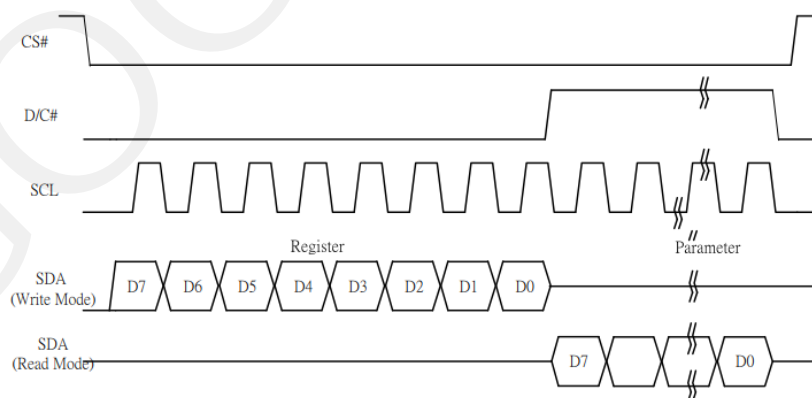 CS#
D/C#
SCL
Register
Parameter
SDA
(Write Mode)
D7 D6 D5 D4 D3 D2 D1 D0
SDA
(Read Mode)
D7 D0